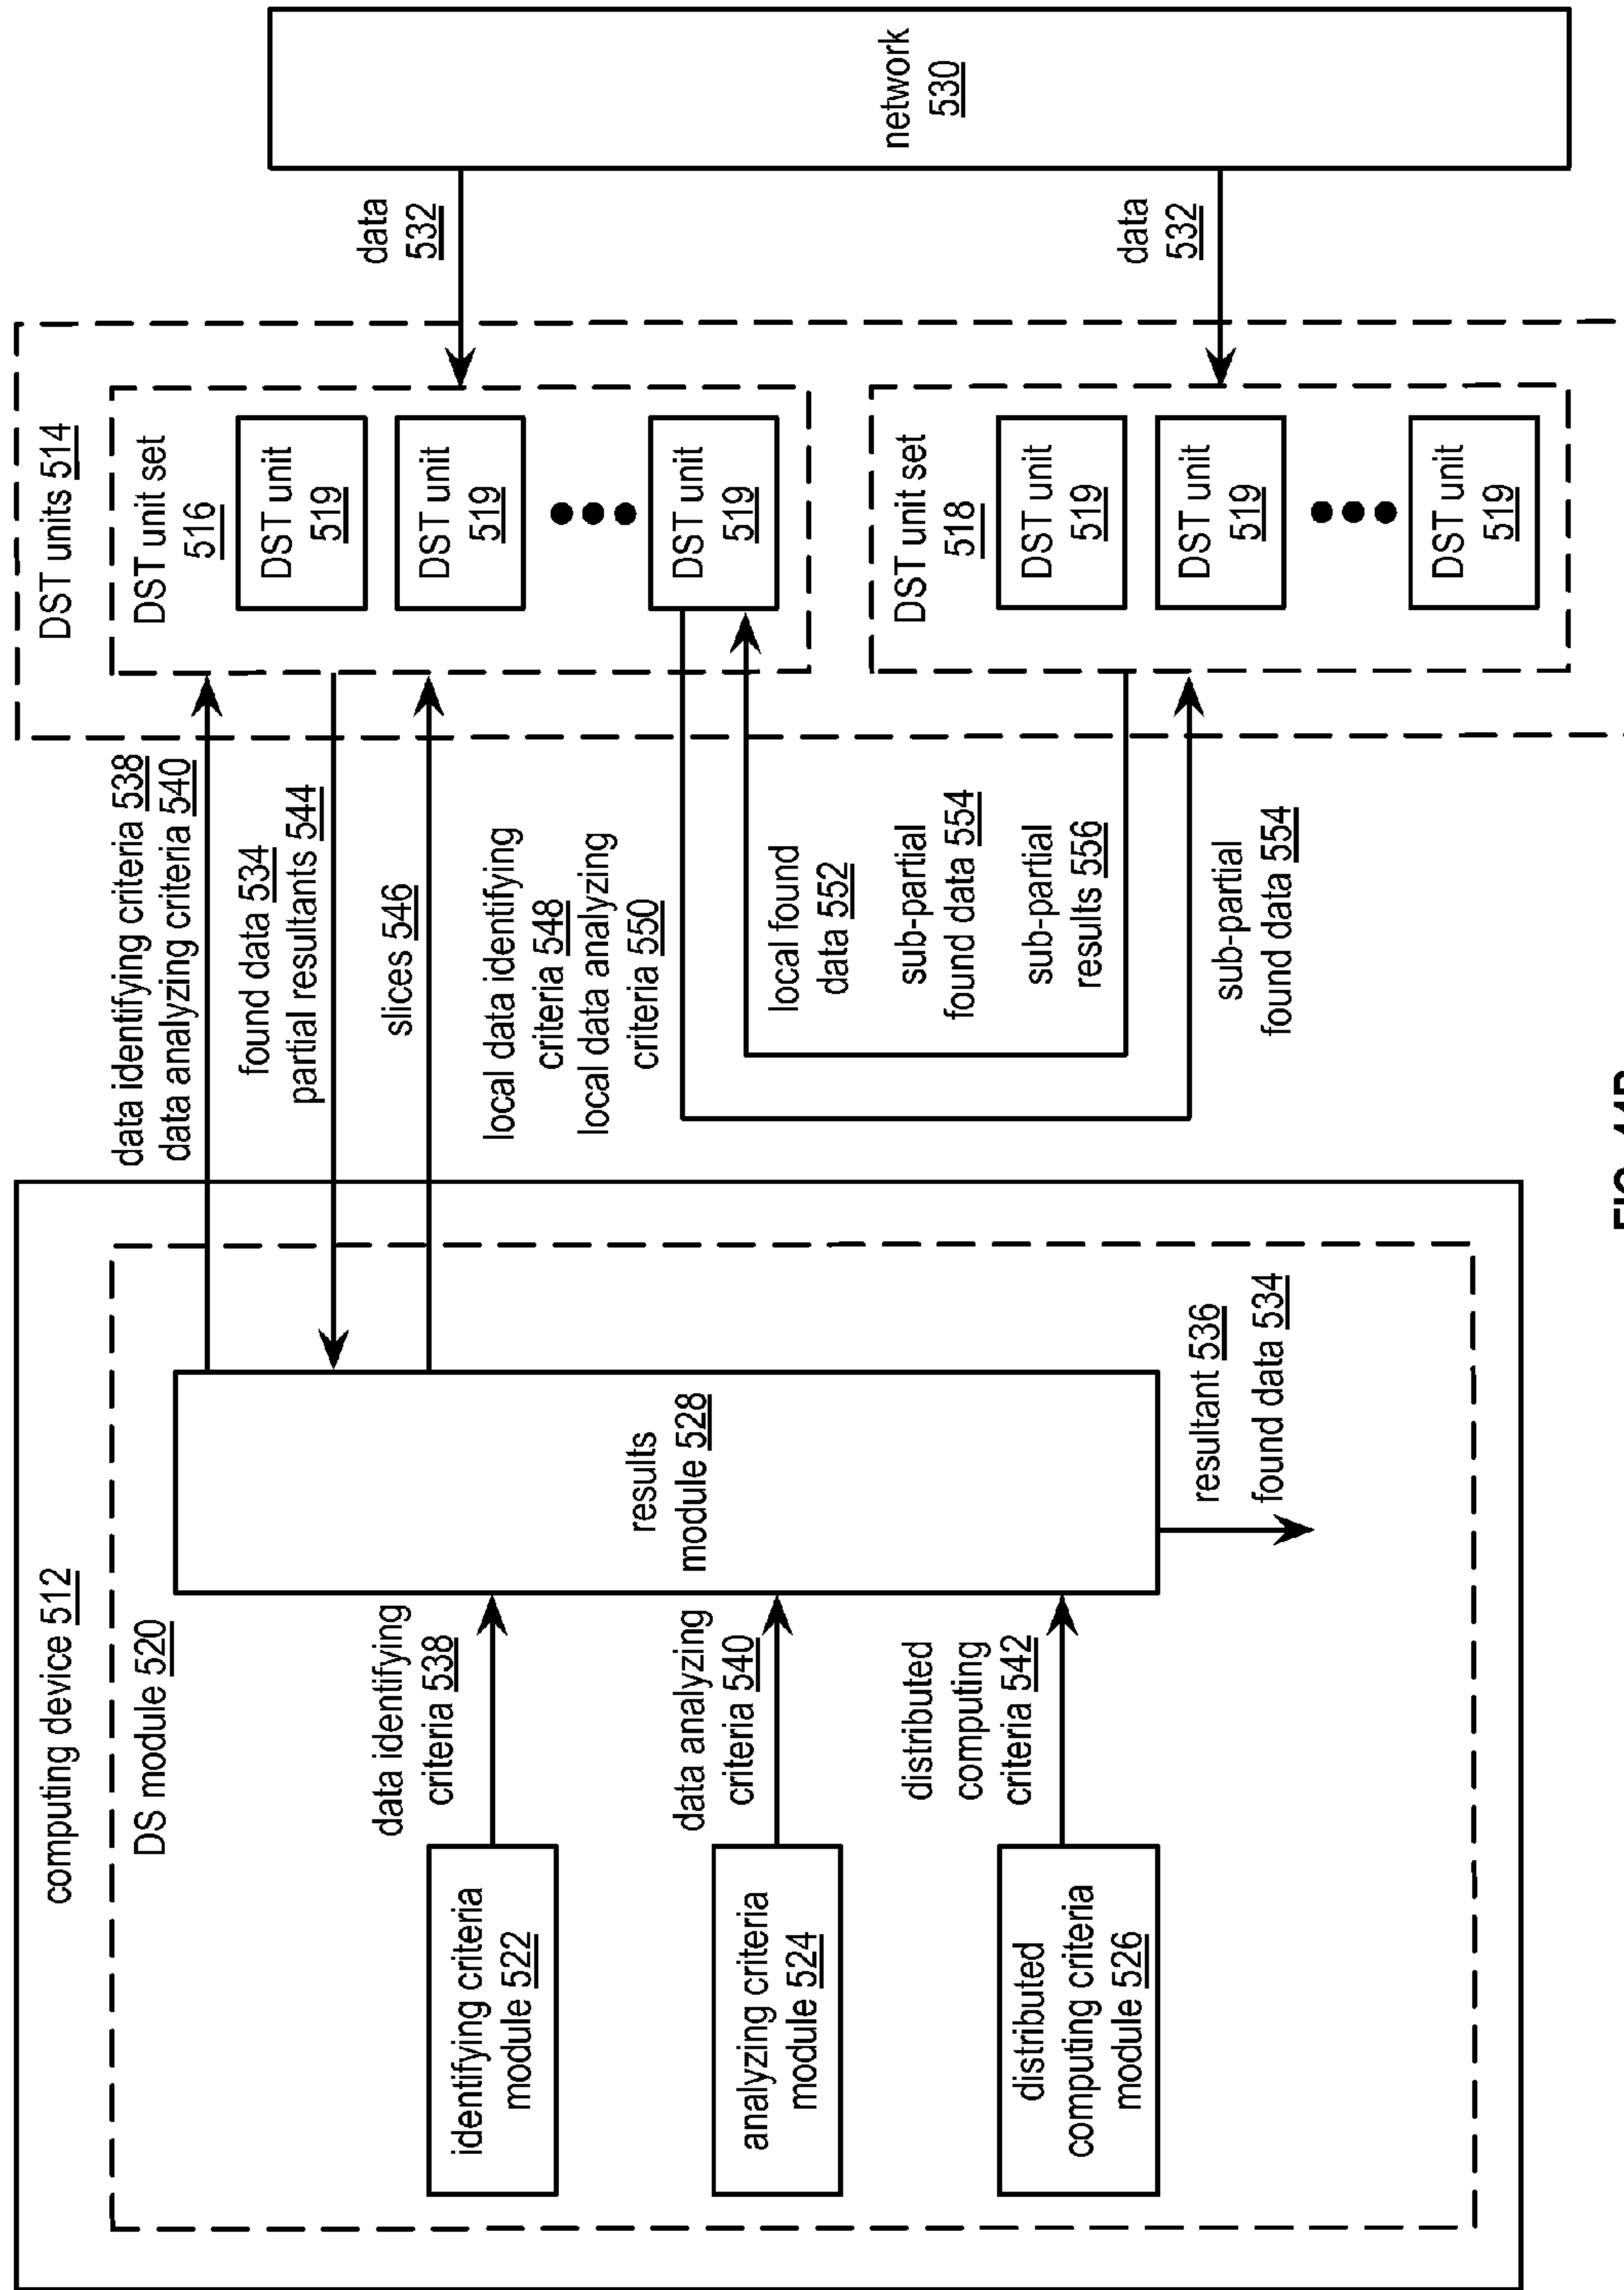 computing device 512
DS module 520
identifying criteria
module 522
data identifying
criteria 538
analyzing criteria
module 524
data analyzing
criteria 540
distributed
computing criteria
module 526
distributed
computing
criteria 542
results
module 528
resultant 536
found data 534
data identifying criteria 538
data analyzing criteria 540
found data 534
partial resultants 544
slices 546
local data identifying
criteria 548
local data analyzing
criteria 550
local found
data 552
sub-partial
found data 554
sub-partial
results 556
sub-partial
found data 554
DST units 514
DST unit set
516
DST unit
519
DST unit
519
DST unit
519
DST unit set
518
DST unit
519
DST unit
519
DST unit
519
data
532
data
532
network
530